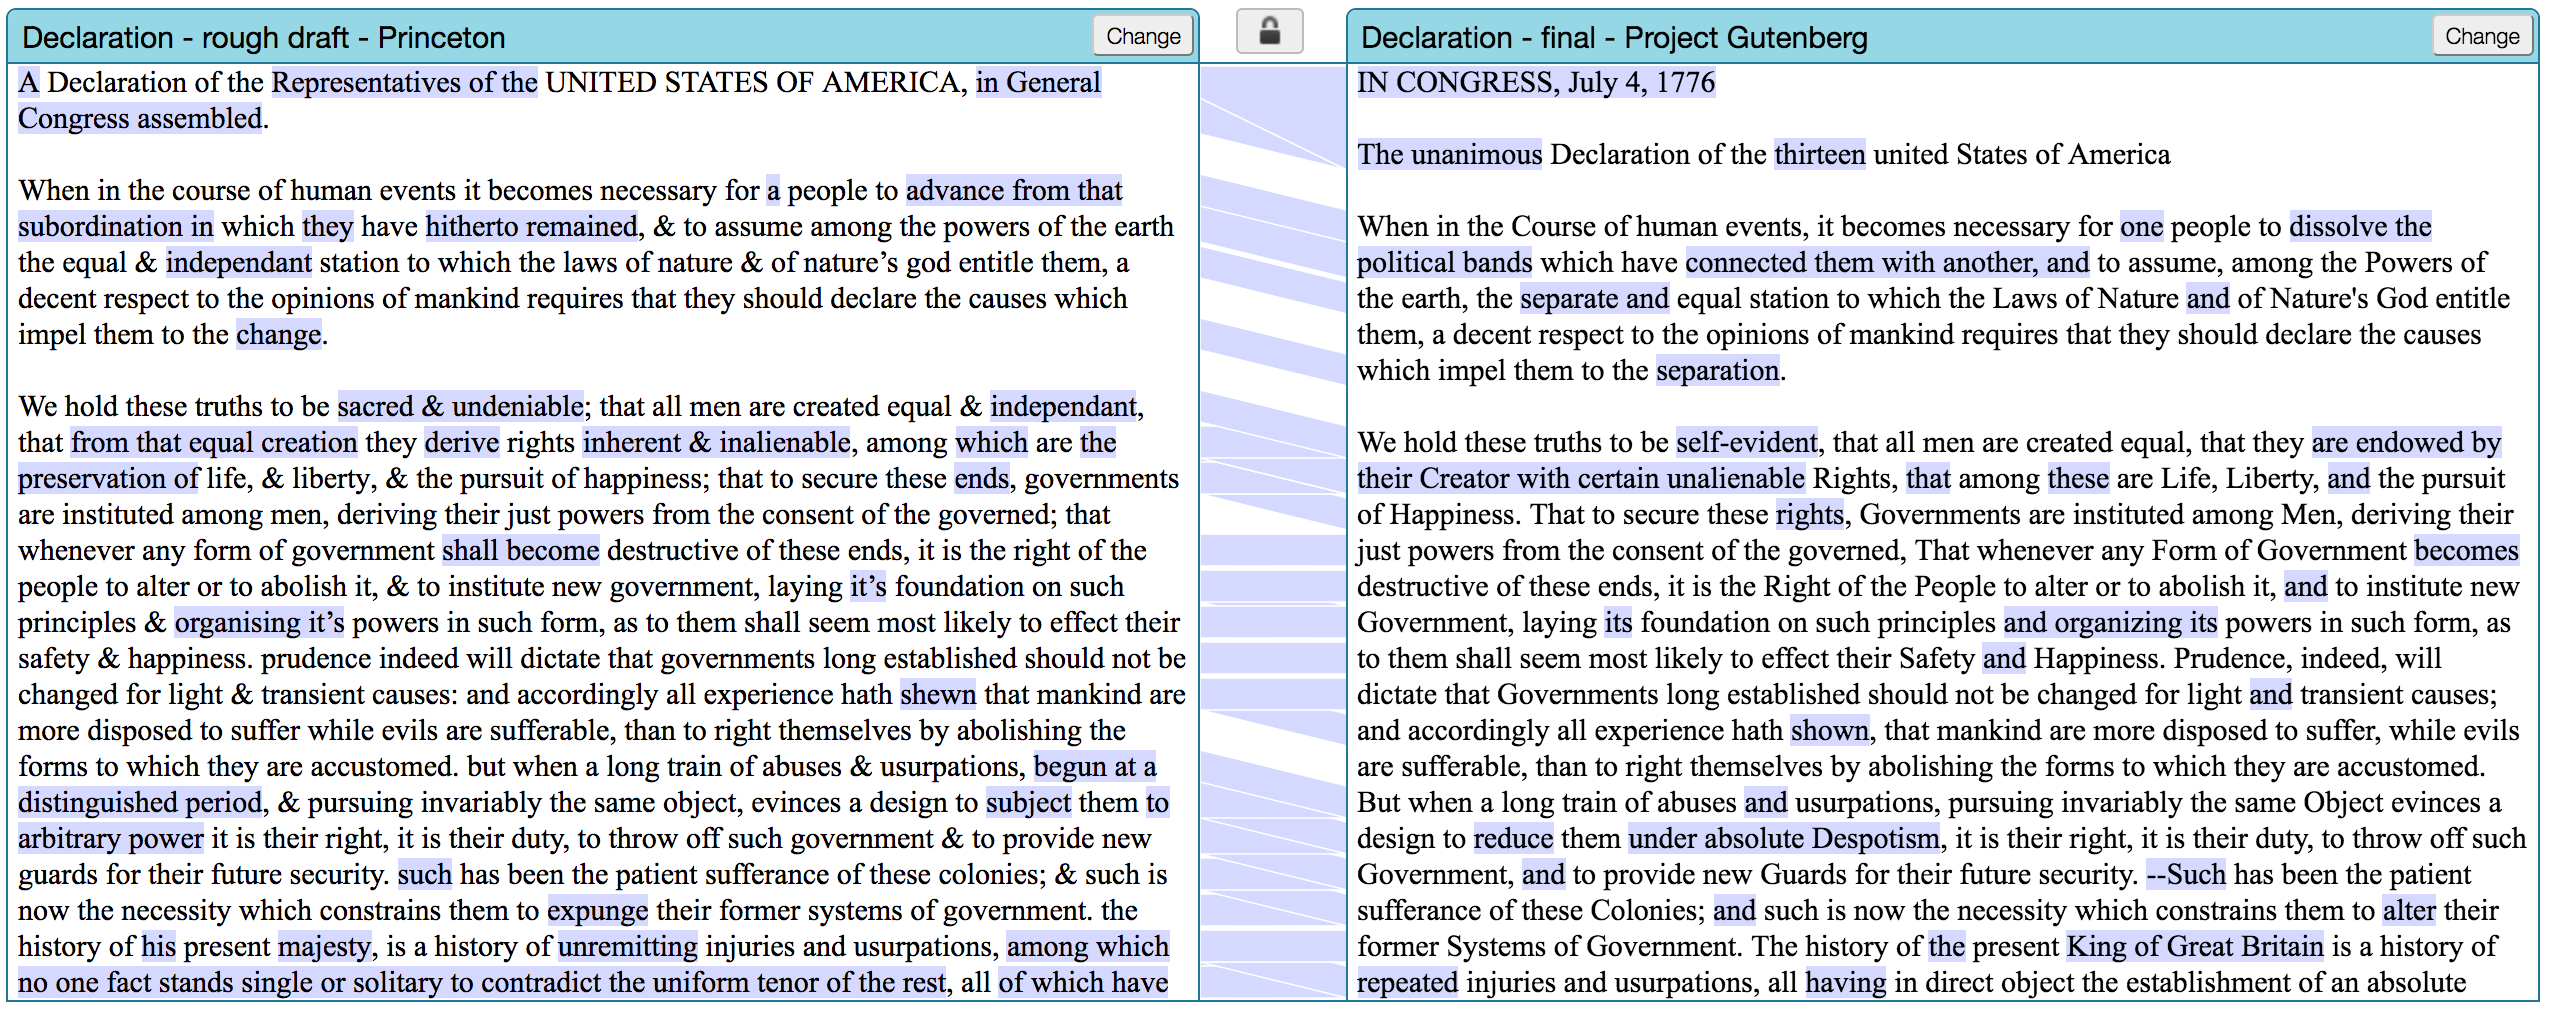 Declaration - rough draft - Princeton
Change
A Declaration of the Representatives of the UNITED STATES OF AMERICA, in General
Congress assembled.
When in the course of human events it becomes necessary for a people to advance from that
subordination in which they have hitherto remained, & to assume among the powers of the earth
the equal & independant station to which the laws of nature & of nature’s god entitle them, a
decent respect to the opinions of mankind requires that they should declare the causes which
impel them to the change.
We hold these truths to be sacred & undeniable; that all men are created equal & independant,
that from that equal creation they derive rights inherent & inalienable, among which are the
preservation of life, & liberty, & the pursuit of happiness; that to secure these ends, governments
are instituted among men, deriving their just powers from the consent of the governed; that
whenever any form of government shall become destructive of these ends, it is the right of the
people to alter or to abolish it, & to institute new government, laying it’s foundation on such
principles & organising it’s powers in such form, as to them shall seem most likely to effect their
safety & happiness. prudence indeed will dictate that governments long established should not be
changed for light & transient causes: and accordingly all experience hath shewn that mankind are
more disposed to suffer while evils are sufferable, than to right themselves by abolishing the
forms to which they are accustomed. but when a long train of abuses & usurpations, begun at a
distinguished period, & pursuing invariably the same object, evinces a design to subject them to
arbitrary power it is their right, it is their duty, to throw off such government & to provide new
guards for their future security. such has been the patient sufferance of these colonies; & such is
now the necessity which constrains them to expunge their former systems of government. the
history of his present majesty, is a history of unremitting injuries and usurpations, among which
no one fact stands single or solitary to contradict the uniform tenor of the rest, all of which have
Declaration - final - Project Gutenberg
Change
IN CONGRESS, July 4, 1776
The unanimous Declaration of the thirteen united States of America
When in the Course of human events, it becomes necessary for one people to dissolve the
political bands which have connected them with another, and to assume, among the Powers of
the earth, the separate and equal station to which the Laws of Nature and of Nature's God entitle
them, a decent respect to the opinions of mankind requires that they should declare the causes
which impel them to the separation.
We hold these truths to be self-evident, that all men are created equal, that they are endowed by
their Creator with certain unalienable Rights, that among these are Life, Liberty, and the pursuit
of Happiness. That to secure these rights, Governments are instituted among Men, deriving their
just powers from the consent of the governed, That whenever any Form of Government becomes
destructive of these ends, it is the Right of the People to alter or to abolish it, and to institute new
Government, laying its foundation on such principles and organizing its powers in such form, as
to them shall seem most likely to effect their Safety and Happiness. Prudence, indeed, will
dictate that Governments long established should not be changed for light and transient causes;
and accordingly all experience hath shown, that mankind are more disposed to suffer, while evils
are sufferable, than to right themselves by abolishing the forms to which they are accustomed.
But when a long train of abuses and usurpations, pursuing invariably the same Object evinces a
design to reduce them under absolute Despotism, it is their right, it is their duty, to throw off such
Government, and to provide new Guards for their future security. --Such has been the patient
sufferance of these Colonies; and such is now the necessity which constrains them to alter their
former Systems of Government. The history of the present King of Great Britain is a history of
repeated injuries and usurpations, all having in direct object the establishment of an absolute